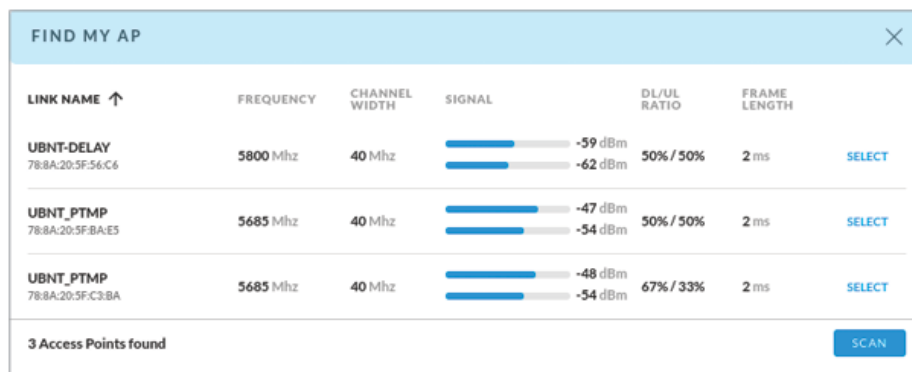 FIND MY AP
LINK NAME ↑ FREQUENCY CHANNEL WIDTH SIGNAL DL/UL RATIO FRAME LENGTH
UBNT-DELAY
78:8A:20:5F:56:C6
5800 Mhz 40 Mhz -59 dBm
-62 dBm
50% / 50% 2 ms SELECT
UBNT_PTMP
78:8A:20:5F:BA:E5
5685 Mhz 40 Mhz -47 dBm
-54 dBm
50% / 50% 2 ms SELECT
UBNT_PTMP
78:8A:20:5F:C3:BA
5685 Mhz 40 Mhz -48 dBm
-54 dBm
67% / 33% 2 ms SELECT
3 Access Points found SCAN